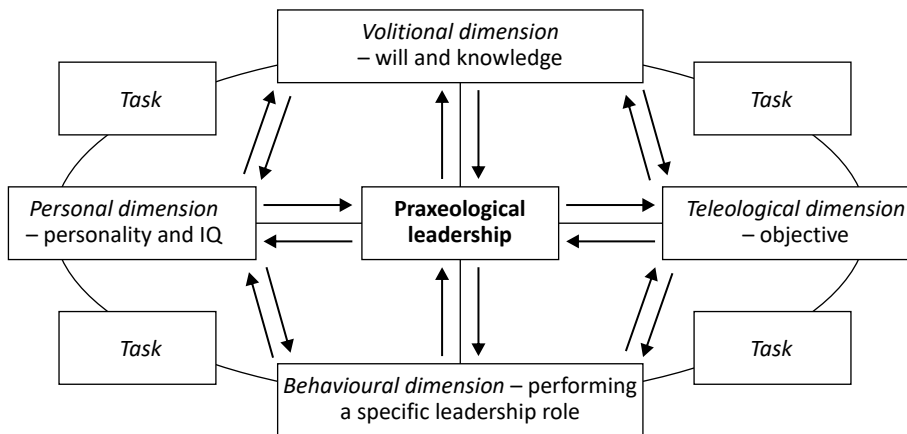 Volitional dimension
– will and knowledge
Task
Task
Personal dimension
– personality and IQ
Praxeological
leadership
Teleological dimension
– objective
Task
Task
Behavioural dimension – performing
a specific leadership role